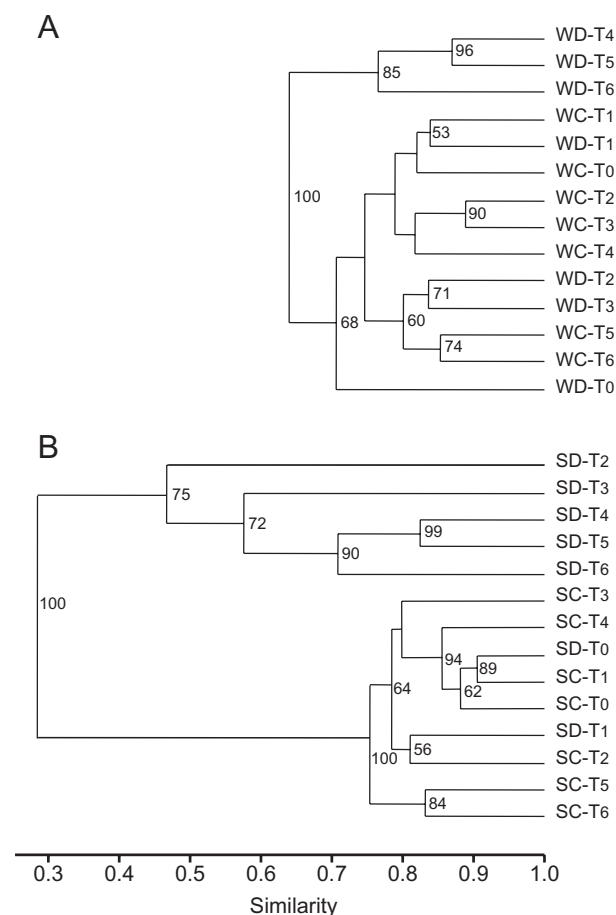 A
WD-T4
96
WD-T5
85
WD-T6
WC-T1
53
WD-T1
WC-T0
100
WC-T2
90
WC-T3
WC-T4
WD-T2
71
WD-T3
68
60
WC-T5
74
WC-T6
WD-T0
B
SD-T2
75
SD-T3
72
SD-T4
99
SD-T5
90
SD-T6
100
SC-T3
SC-T4
94
SD-T0
89
SC-T1
64
62
SC-T0
SD-T1
56
100
SC-T2
SC-T5
84
SC-T6
0.3 0.4 0.5 0.6 0.7 0.8 0.9 1.0
Similarity